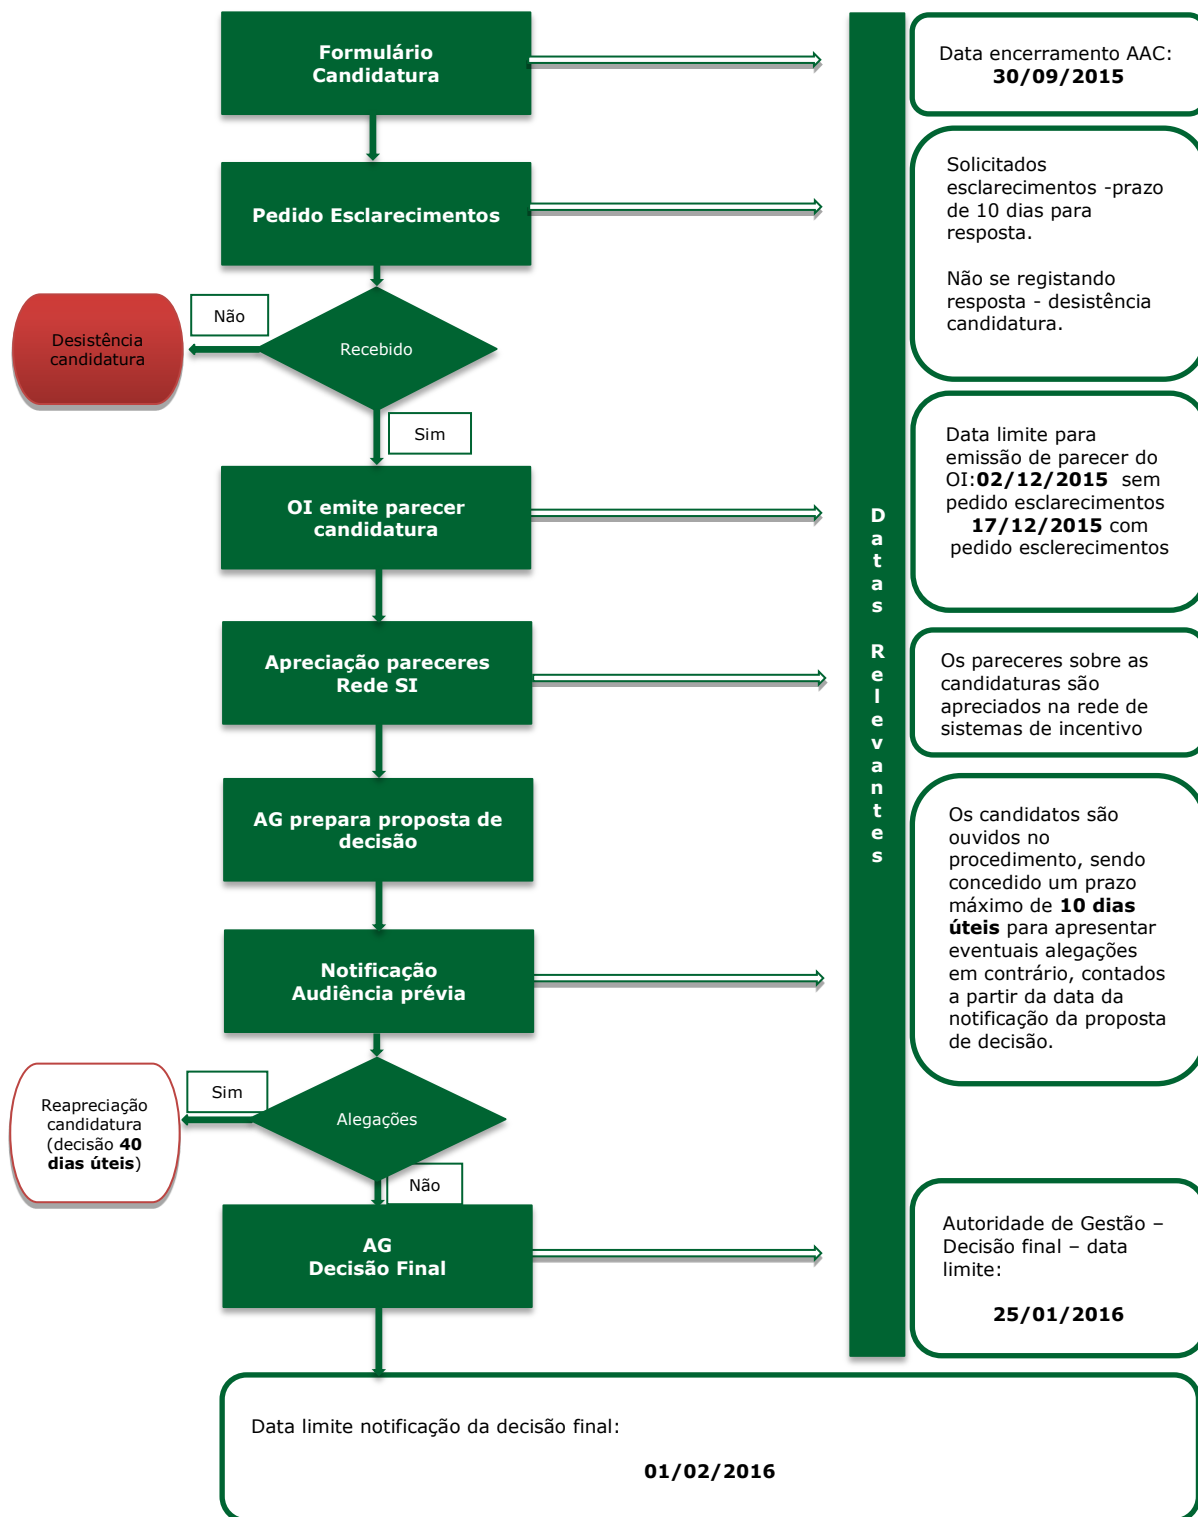 Formulário
Candidatura
Data encerramento AAC:
30/09/2015
Pedido Esclarecimentos
Solicitados
esclarecimentos -prazo
de 10 dias para
resposta.
Não se registando
resposta - desistência
candidatura.
Não
Desistência
candidatura
Recebido
Sim
OI emite parecer
candidatura
Data limite para
emissão de parecer do
OI:02/12/2015 sem
pedido esclarecimentos
17/12/2015 com
pedido esclerecimentos
Datas Relevantes
Apreciação pareceres
Rede SI
Os pareceres sobre as
candidaturas são
apreciados na rede de
sistemas de incentivo
AG prepara proposta de
decisão
Os candidatos são
ouvidos no
procedimento, sendo
concedido um prazo
máximo de 10 dias
úteis para apresentar
eventuais alegações
em contrário, contados
a partir da data da
notificação da proposta
de decisão.
Notificação
Audiência prévia
Sim
Reapreciação
candidatura
(decisão 40
dias úteis)
Alegações
Não
AG
Decisão Final
Autoridade de Gestão –
Decisão final – data
limite:
25/01/2016
Data limite notificação da decisão final:
01/02/2016